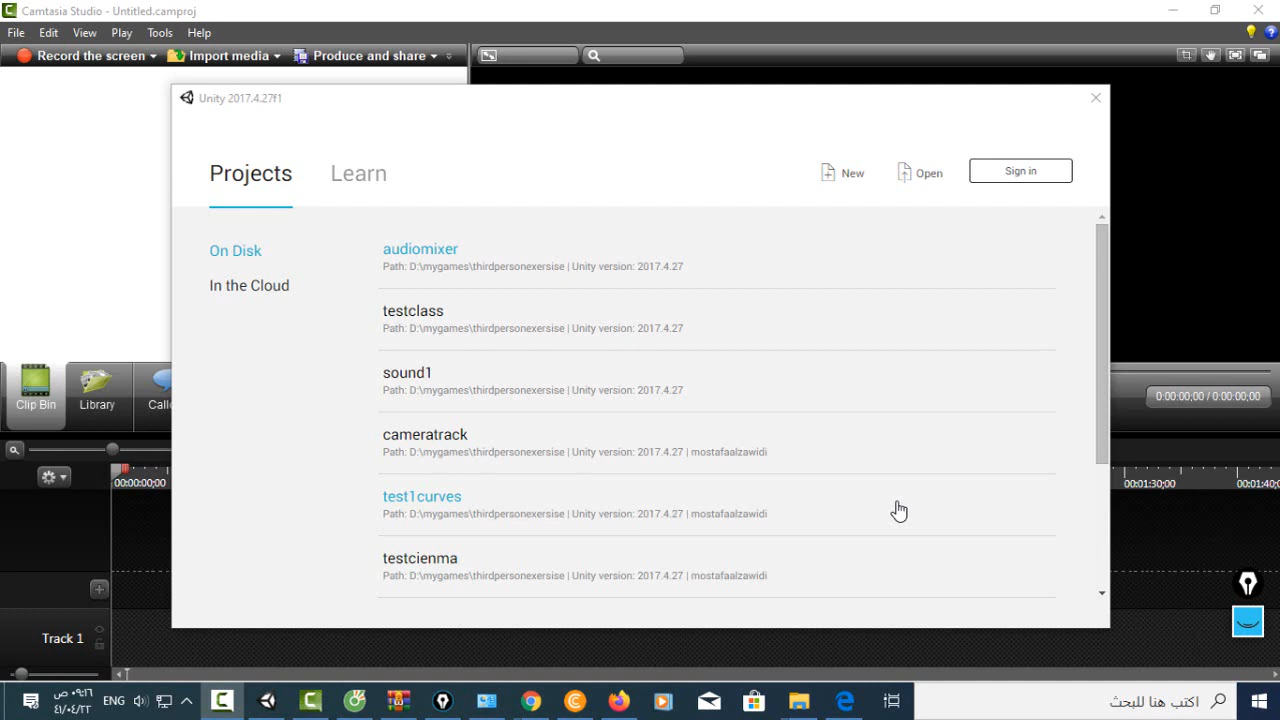 Camtasia Studio - Untitled.camproj
File Edit View Play Tools Help
Record the screen Import media Produce and share
Unity 2017.4.27f1
Projects Learn New Open Sign in
On Disk
In the Cloud
audiomixer
Path: D:\mygames\thirdpersonexersise | Unity version: 2017.4.27
testclass
Path: D:\mygames\thirdpersonexersise | Unity version: 2017.4.27
sound1
Path: D:\mygames\thirdpersonexersise | Unity version: 2017.4.27
cameratrack
Path: D:\mygames\thirdpersonexersise | Unity version: 2017.4.27 | mostafaalzawidi
test1curves
Path: D:\mygames\thirdpersonexersise | Unity version: 2017.4.27 | mostafaalzawidi
testcienma
Path: D:\mygames\thirdpersonexersise | Unity version: 2017.4.27 | mostafaalzawidi
Clip Bin Library
0:00:00;00 / 0:00:00;00
00:00:00;00 00:01:30;00
Track 1
ENG
اكتب هنا للبحث